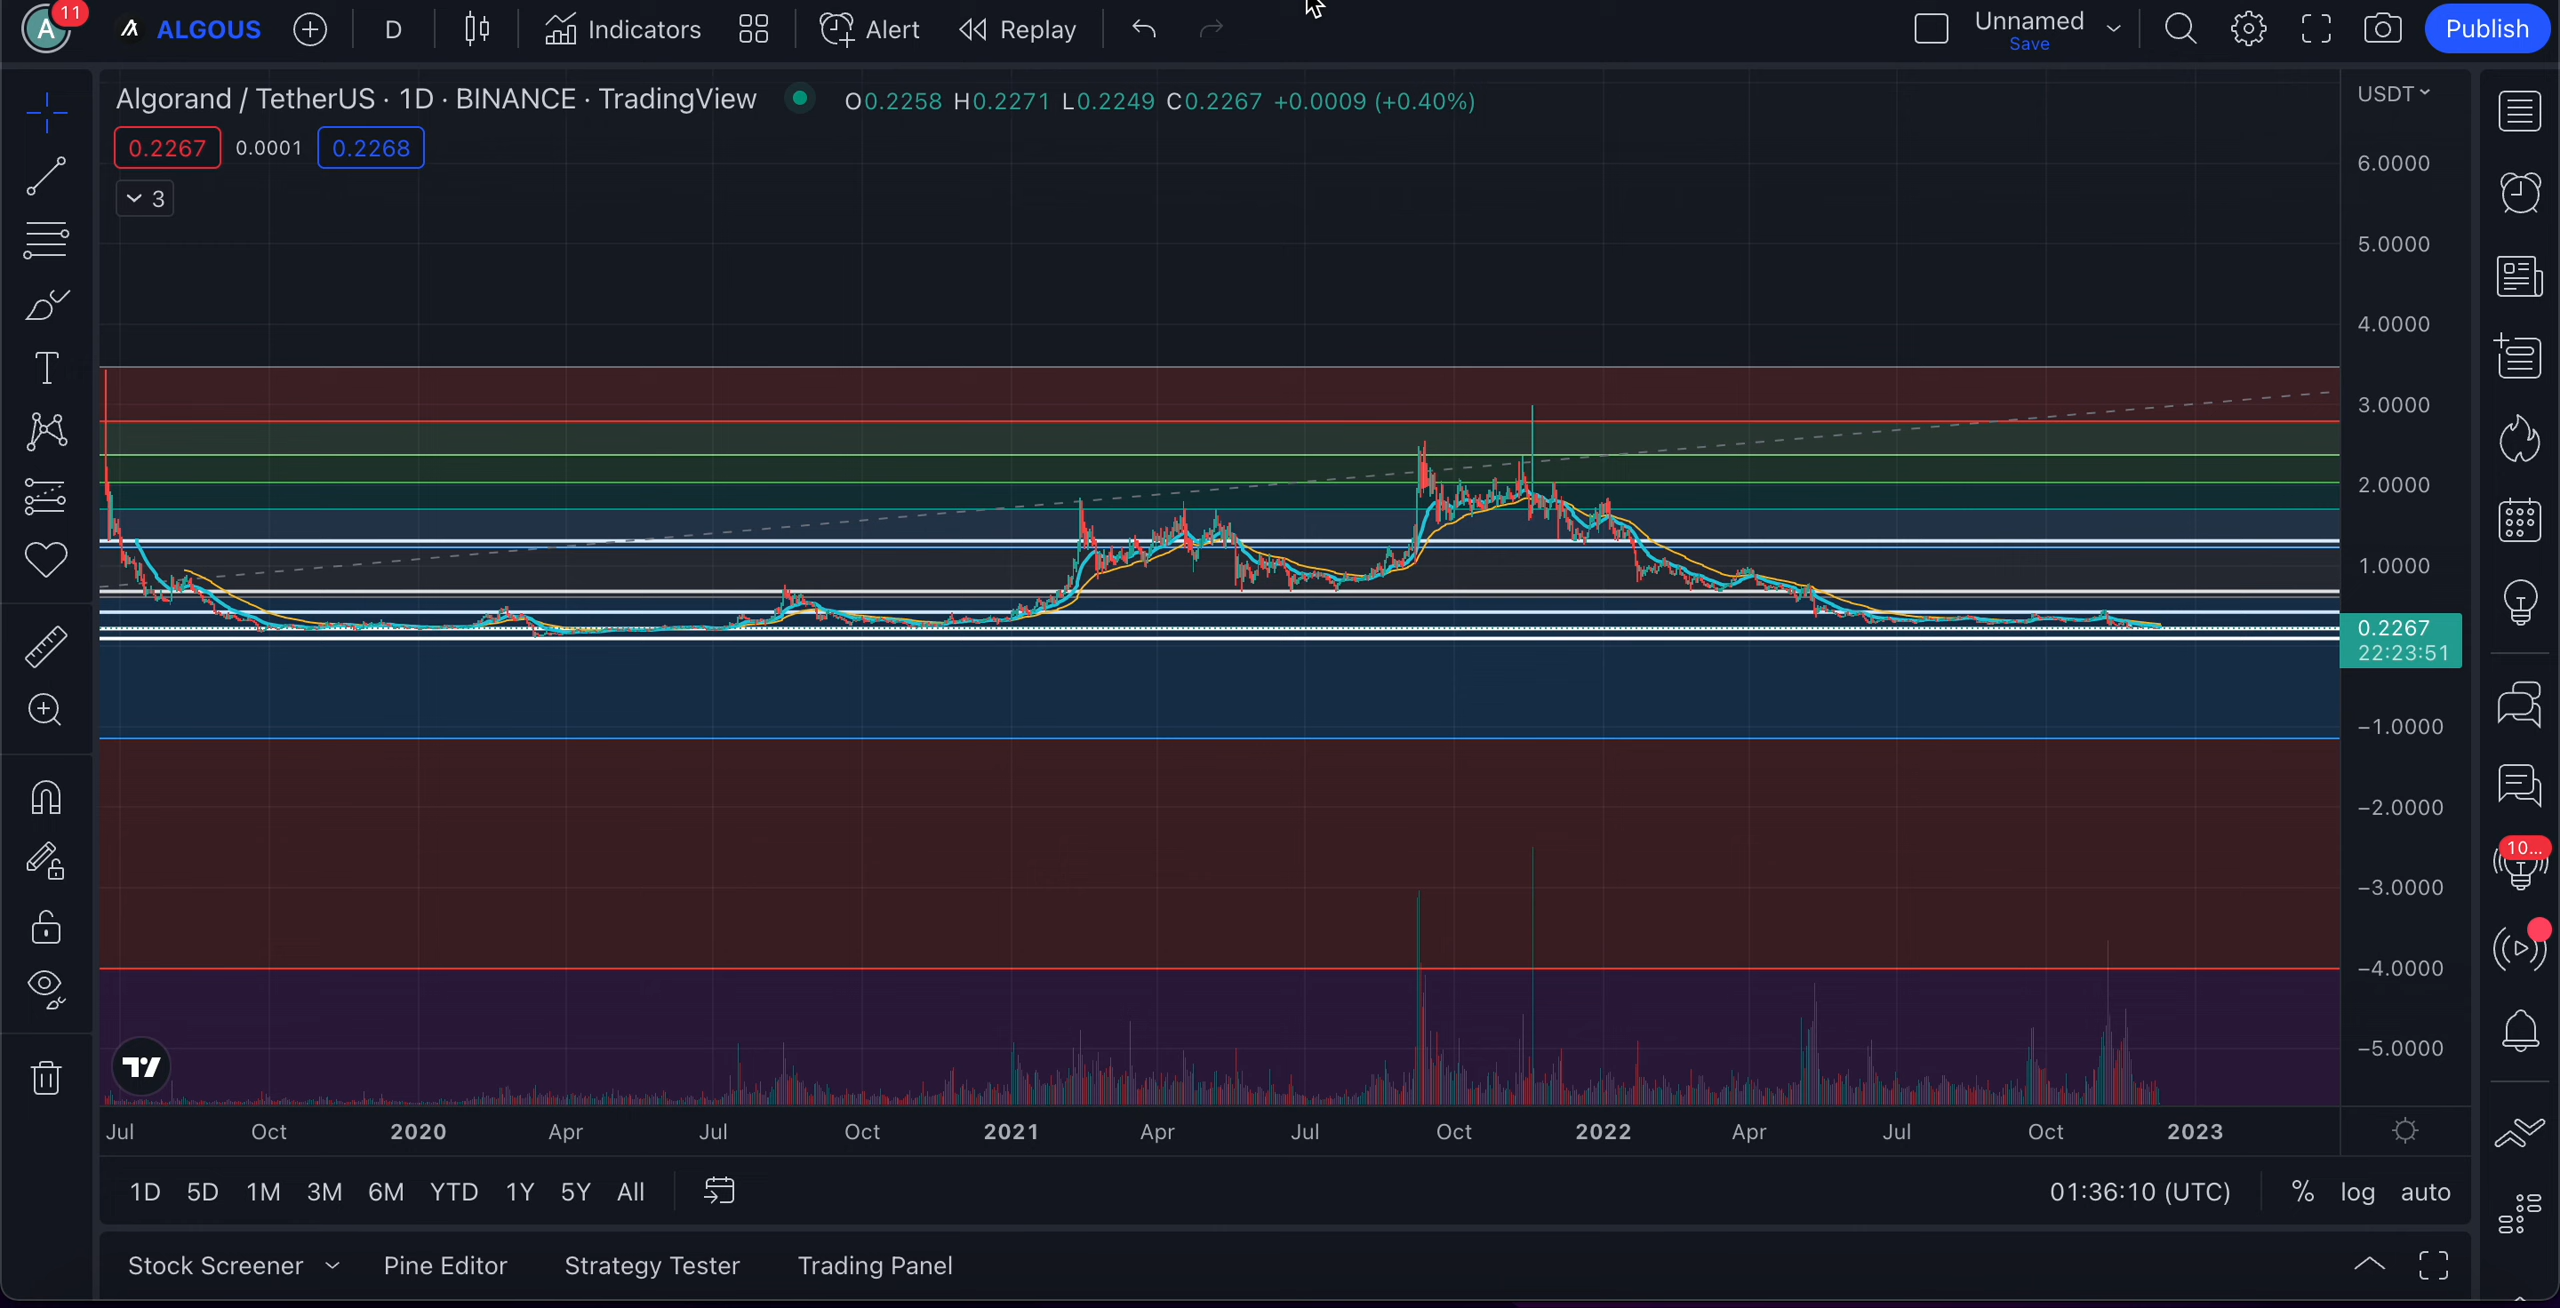 A 11 ALGOUS D Indicators Alert Replay Unnamed Save Publish
Algorand / TetherUS · 1D · BINANCE · TradingView O0.2258 H0.2271 L0.2249 C0.2267 +0.0009 (+0.40%)
0.2267 0.0001 0.2268
3
USDT
6.0000
5.0000
4.0000
3.0000
2.0000
1.0000
0.2267
22:23:51
−1.0000
−2.0000
−3.0000
−4.0000
−5.0000
10...
Jul Oct 2020 Apr Jul Oct 2021 Apr Jul Oct 2022 Apr Jul Oct 2023
1D 5D 1M 3M 6M YTD 1Y 5Y All 01:36:10 (UTC) % log auto
Stock Screener Pine Editor Strategy Tester Trading Panel